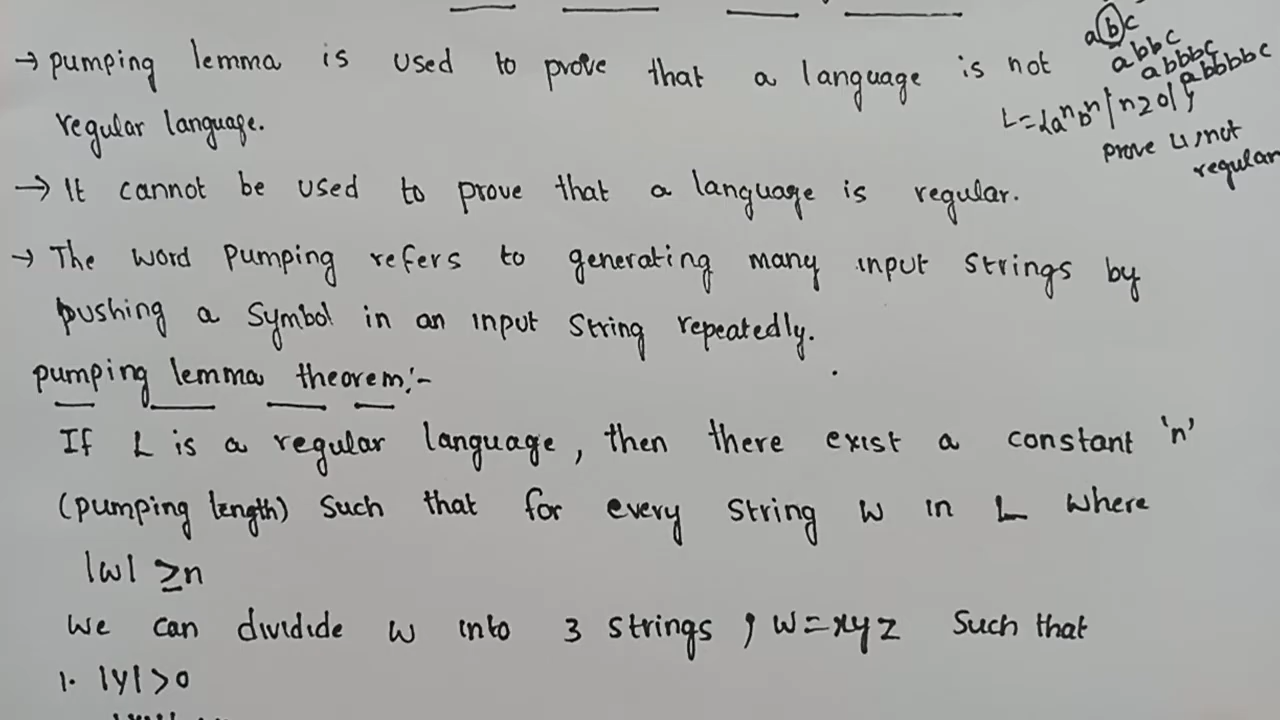 → pumping lemma is used to prove that a language is not
regular language.
abc
abbc
abbbc
abbbbc
L={aⁿbⁿ|n≥0}
prove L is not
regular
→ It cannot be used to prove that a language is regular.
→ The word pumping refers to generating many input strings by
pushing a symbol in an input string repeatedly.
pumping lemma theorem:-
If L is a regular language, then there exist a constant 'n'
(pumping length) such that for every string w in L where
|w| ≥n
we can dividide w into 3 strings, w=xyz such that
1. |y|>0